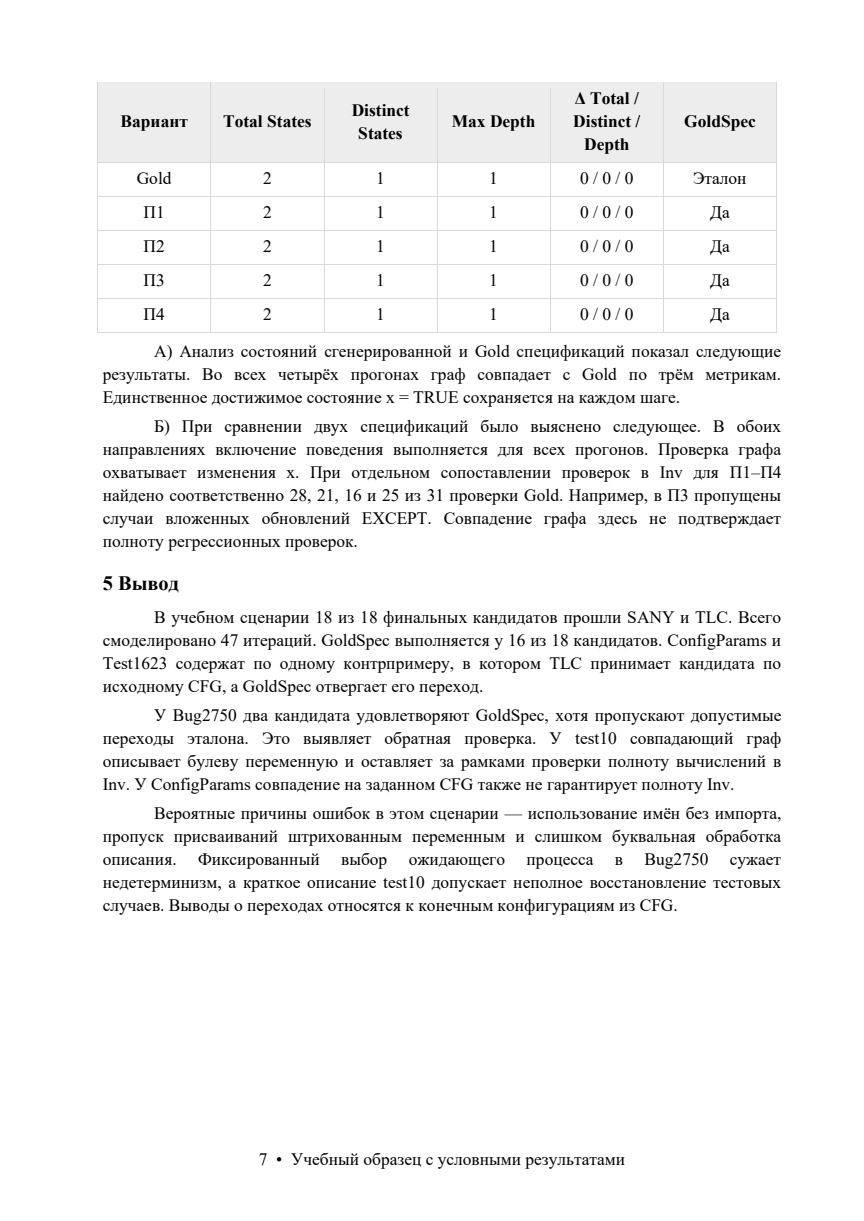 Вариант Total States Distinct States Max Depth Δ Total / Distinct / Depth GoldSpec
Gold 2 1 1 0 / 0 / 0 Эталон
П1 2 1 1 0 / 0 / 0 Да
П2 2 1 1 0 / 0 / 0 Да
П3 2 1 1 0 / 0 / 0 Да
П4 2 1 1 0 / 0 / 0 Да
А) Анализ состояний сгенерированной и Gold спецификаций показал следующие
результаты. Во всех четырёх прогонах граф совпадает с Gold по трём метрикам.
Единственное достижимое состояние x = TRUE сохраняется на каждом шаге.
Б) При сравнении двух спецификаций было выяснено следующее. В обоих
направлениях включение поведения выполняется для всех прогонов. Проверка графа
охватывает изменения x. При отдельном сопоставлении проверок в Inv для П1–П4
найдено соответственно 28, 21, 16 и 25 из 31 проверки Gold. Например, в П3 пропущены
случаи вложенных обновлений EXCEPT. Совпадение графа здесь не подтверждает
полноту регрессионных проверок.
5 Вывод
В учебном сценарии 18 из 18 финальных кандидатов прошли SANY и TLC. Всего
смоделировано 47 итераций. GoldSpec выполняется у 16 из 18 кандидатов. ConfigParams и
Test1623 содержат по одному контрпримеру, в котором TLC принимает кандидата по
исходному CFG, а GoldSpec отвергает его переход.
У Bug2750 два кандидата удовлетворяют GoldSpec, хотя пропускают допустимые
переходы эталона. Это выявляет обратная проверка. У test10 совпадающий граф
описывает булеву переменную и оставляет за рамками проверки полноту вычислений в
Inv. У ConfigParams совпадение на заданном CFG также не гарантирует полноту Inv.
Вероятные причины ошибок в этом сценарии — использование имён без импорта,
пропуск присваиваний штрихованным переменным и слишком буквальная обработка
описания. Фиксированный выбор ожидающего процесса в Bug2750 сужает
недетерминизм, а краткое описание test10 допускает неполное восстановление тестовых
случаев. Выводы о переходах относятся к конечным конфигурациям из CFG.
7 • Учебный образец с условными результатами